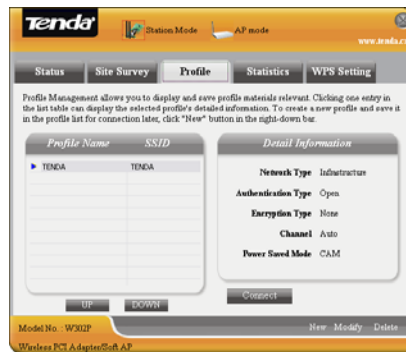 Tenda
Station Mode
AP mode
www.tenda.c
Status
Site Survey
Profile
Statistics
WPS Setting
Profile Management allows you to display and save profile materials relevant. Clicking one entry in
the list table can display the selected profile's detailed information. To create a new profile and save it
in the profile list for connection later, click "New" button in the right-down bar.
Profile Name SSID
TENDA TENDA
UP DOWN
Detail Information
Network Type Infrastructure
Authentication Type Open
Encryption Type None
Channel Auto
Power Saved Mode CAM
Connect
Model No. : W302P
New Modify Delete
Wireless PCI Adapter/Soft AP